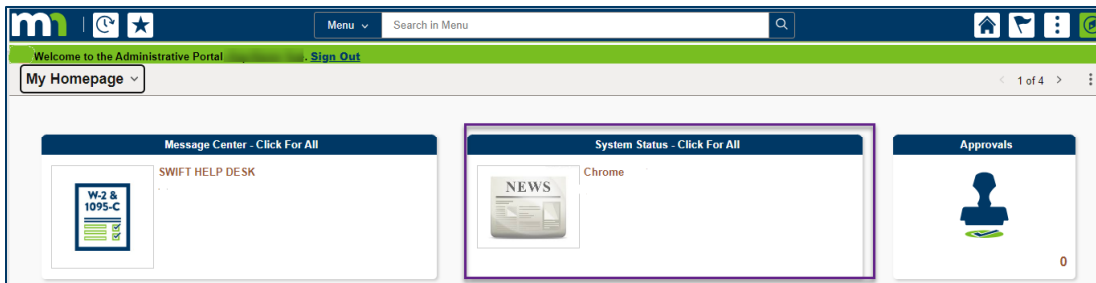 mn
Menu
Search in Menu
Welcome to the Administrative Portal . Sign Out
My Homepage
1 of 4
Message Center - Click For All
System Status - Click For All
Approvals
SWIFT HELP DESK
Chrome
W-2 &
1095-C
NEWS
0